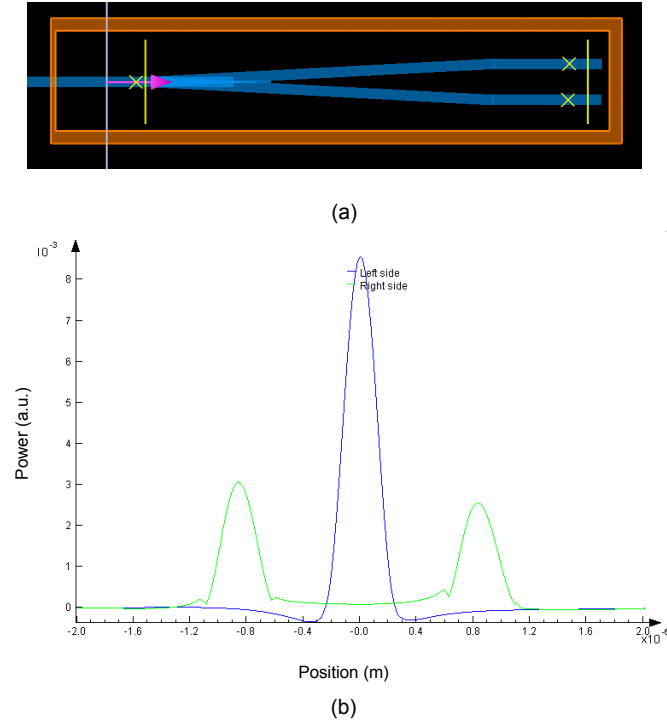 (a)
10⁻³
Left side
Right side
8
7
6
5
4
3
2
1
0
Power (a.u.)
-2.0 -1.6 -1.2 -0.8 -0.4 -0.0 0.4 0.8 1.2 1.6 2.0
x10⁻⁶
Position (m)
(b)